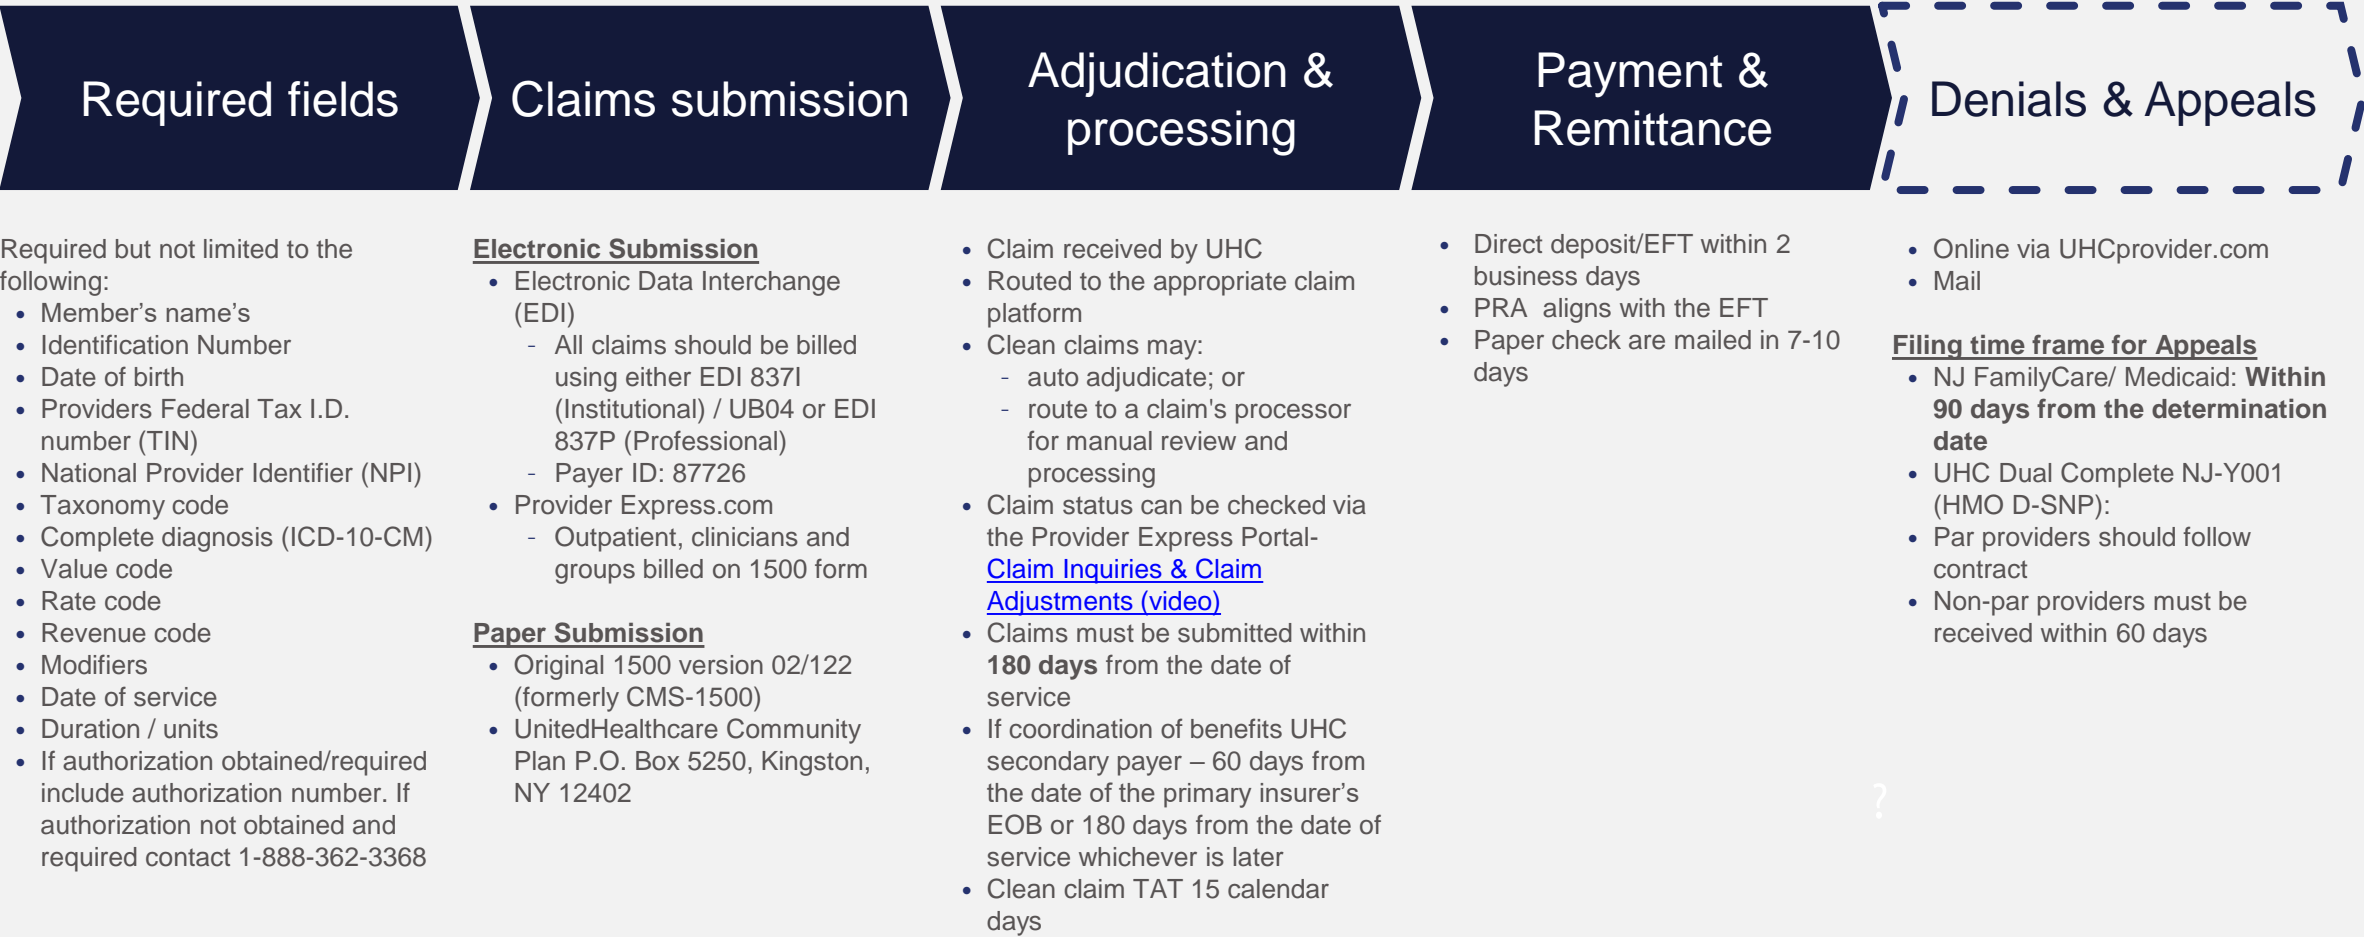 Required fields
Claims submission
Adjudication &
processing
Payment &
Remittance
Denials & Appeals
Required but not limited to the
following:
• Member’s name’s
• Identification Number
• Date of birth
• Providers Federal Tax I.D.
number (TIN)
• National Provider Identifier (NPI)
• Taxonomy code
• Complete diagnosis (ICD-10-CM)
• Value code
• Rate code
• Revenue code
• Modifiers
• Date of service
• Duration / units
• If authorization obtained/required
include authorization number. If
authorization not obtained and
required contact 1-888-362-3368
Electronic Submission
• Electronic Data Interchange
(EDI)
- All claims should be billed
using either EDI 837I
(Institutional) / UB04 or EDI
837P (Professional)
- Payer ID: 87726
• Provider Express.com
- Outpatient, clinicians and
groups billed on 1500 form
Paper Submission
• Original 1500 version 02/122
(formerly CMS-1500)
• UnitedHealthcare Community
Plan P.O. Box 5250, Kingston,
NY 12402
• Claim received by UHC
• Routed to the appropriate claim
platform
• Clean claims may:
- auto adjudicate; or
- route to a claim's processor
for manual review and
processing
• Claim status can be checked via
the Provider Express Portal-
Claim Inquiries & Claim
Adjustments (video)
• Claims must be submitted within
180 days from the date of
service
• If coordination of benefits UHC
secondary payer – 60 days from
the date of the primary insurer’s
EOB or 180 days from the date of
service whichever is later
• Clean claim TAT 15 calendar
days
• Direct deposit/EFT within 2
business days
• PRA  aligns with the EFT
• Paper check are mailed in 7-10
days
• Online via UHCprovider.com
• Mail
Filing time frame for Appeals
• NJ FamilyCare/ Medicaid: Within
90 days from the determination
date
• UHC Dual Complete NJ-Y001
(HMO D-SNP):
• Par providers should follow
contract
• Non-par providers must be
received within 60 days
?